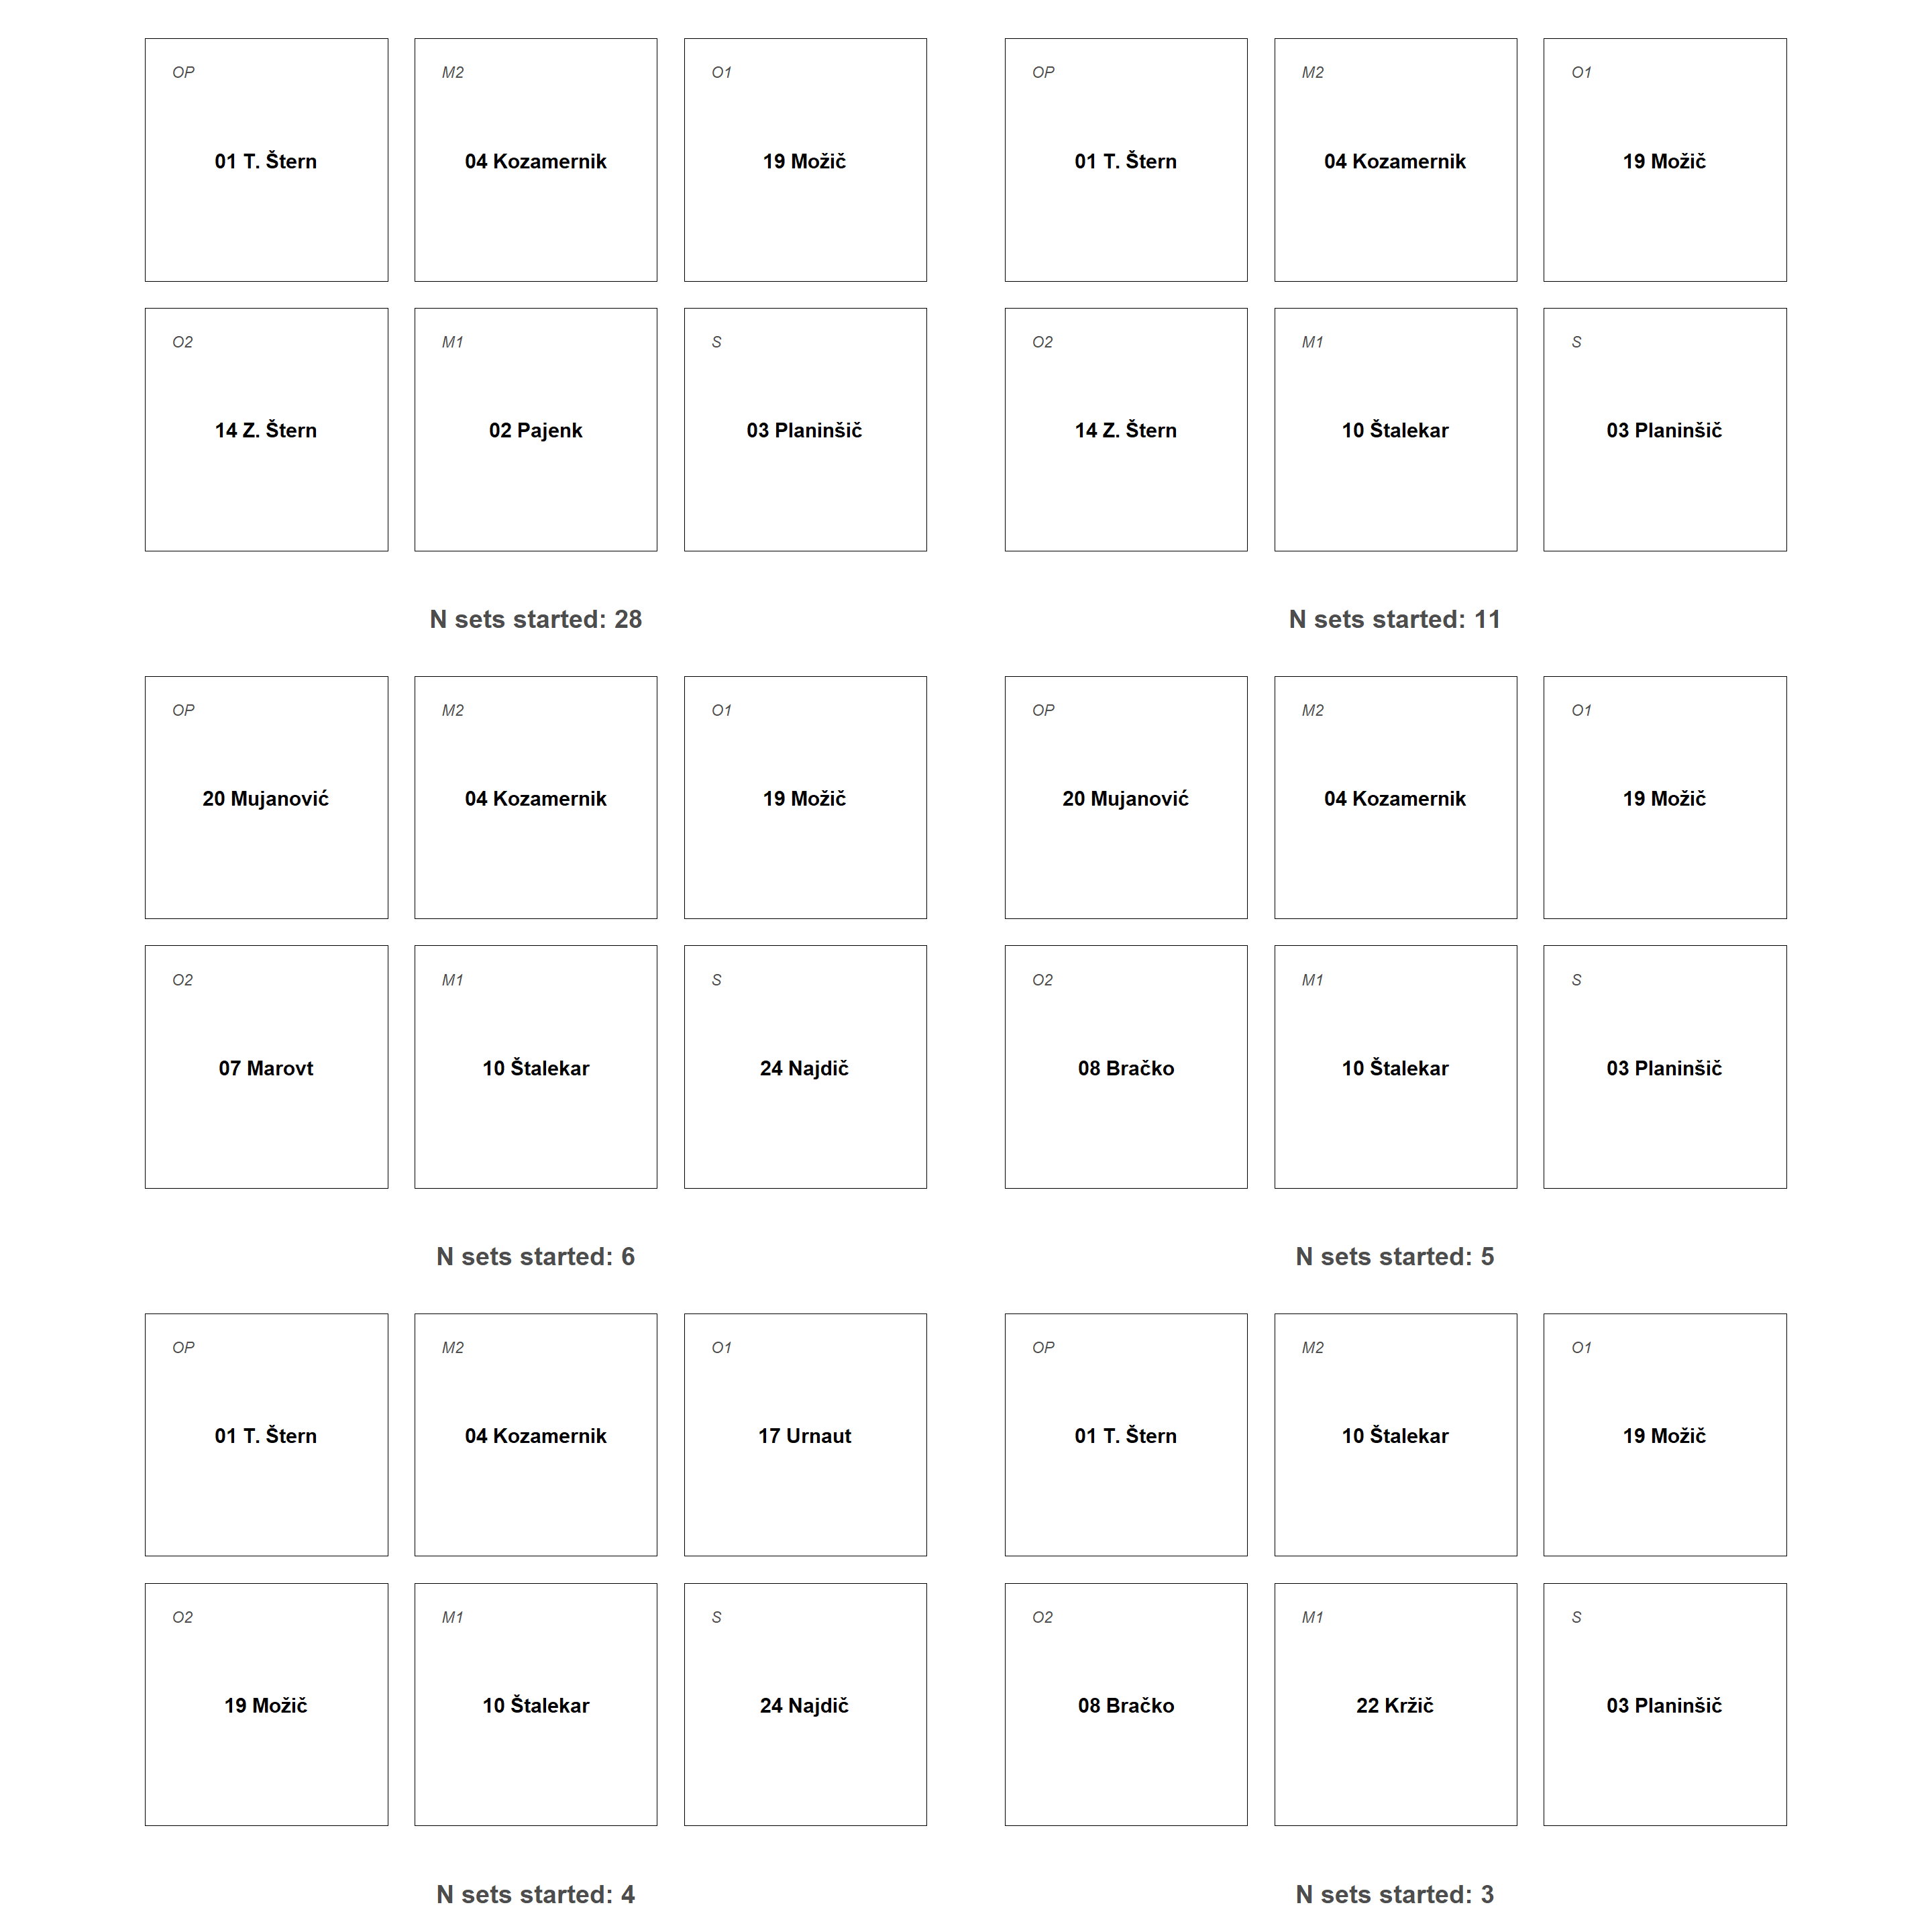 OP M2 O1
01 T. Štern 04 Kozamernik 19 Možič
O2 M1 S
14 Z. Štern 02 Pajenk 03 Planinšič
N sets started: 28
OP M2 O1
01 T. Štern 04 Kozamernik 19 Možič
O2 M1 S
14 Z. Štern 10 Štalekar 03 Planinšič
N sets started: 11
OP M2 O1
20 Mujanović 04 Kozamernik 19 Možič
O2 M1 S
07 Marovt 10 Štalekar 24 Najdič
N sets started: 6
OP M2 O1
20 Mujanović 04 Kozamernik 19 Možič
O2 M1 S
08 Bračko 10 Štalekar 03 Planinšič
N sets started: 5
OP M2 O1
01 T. Štern 04 Kozamernik 17 Urnaut
O2 M1 S
19 Možič 10 Štalekar 24 Najdič
N sets started: 4
OP M2 O1
01 T. Štern 10 Štalekar 19 Možič
O2 M1 S
08 Bračko 22 Kržič 03 Planinšič
N sets started: 3